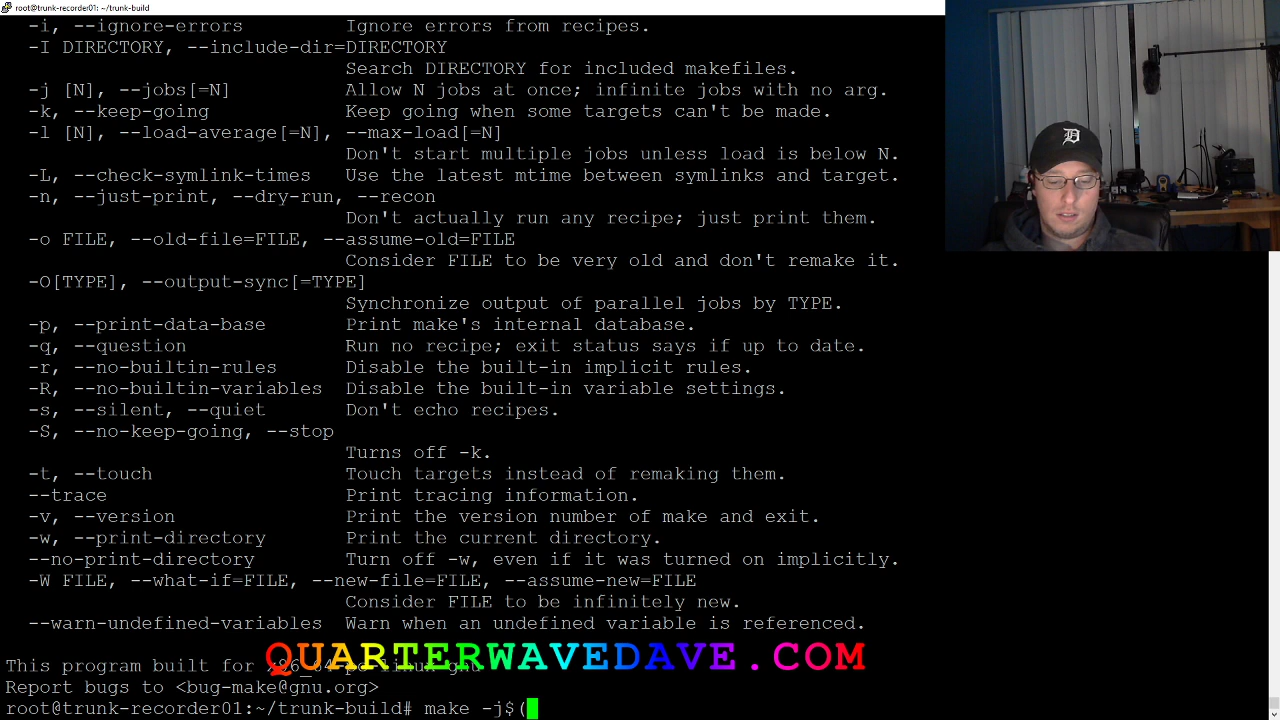 root@trunk-recorder01: ~/trunk-build
-i, --ignore-errors Ignore errors from recipes.
-I DIRECTORY, --include-dir=DIRECTORY
Search DIRECTORY for included makefiles.
-j [N], --jobs[=N] Allow N jobs at once; infinite jobs with no arg.
-k, --keep-going Keep going when some targets can't be made.
-l [N], --load-average[=N], --max-load[=N]
Don't start multiple jobs unless load is below N.
-L, --check-symlink-times Use the latest mtime between symlinks and target.
-n, --just-print, --dry-run, --recon
Don't actually run any recipe; just print them.
-o FILE, --old-file=FILE, --assume-old=FILE
Consider FILE to be very old and don't remake it.
-O[TYPE], --output-sync[=TYPE]
Synchronize output of parallel jobs by TYPE.
-p, --print-data-base Print make's internal database.
-q, --question Run no recipe; exit status says if up to date.
-r, --no-builtin-rules Disable the built-in implicit rules.
-R, --no-builtin-variables Disable the built-in variable settings.
-s, --silent, --quiet Don't echo recipes.
-S, --no-keep-going, --stop
Turns off -k.
-t, --touch Touch targets instead of remaking them.
--trace Print tracing information.
-v, --version Print the version number of make and exit.
-w, --print-directory Print the current directory.
--no-print-directory Turn off -w, even if it was turned on implicitly.
-W FILE, --what-if=FILE, --new-file=FILE, --assume-new=FILE
Consider FILE to be infinitely new.
--warn-undefined-variables Warn when an undefined variable is referenced.
QUARTERWAVEDAVE.COM
This program built for
Report bugs to <bug-make@gnu.org>
root@trunk-recorder01:~/trunk-build# make -j$(